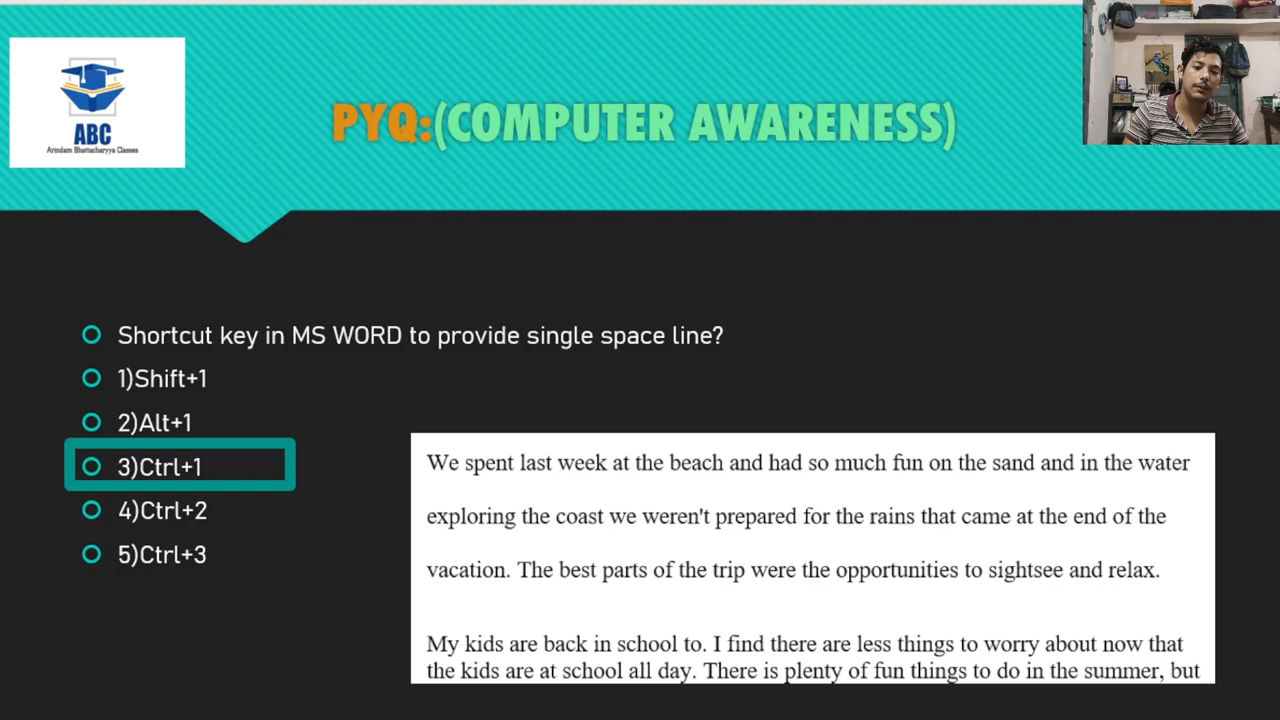 ABC
Arindam Bhattacharyya Classes
PYQ:(COMPUTER AWARENESS)
Shortcut key in MS WORD to provide single space line?
1)Shift+1
2)Alt+1
3)Ctrl+1
4)Ctrl+2
5)Ctrl+3
We spent last week at the beach and had so much fun on the sand and in the water
exploring the coast we weren't prepared for the rains that came at the end of the
vacation. The best parts of the trip were the opportunities to sightsee and relax.
My kids are back in school to. I find there are less things to worry about now that
the kids are at school all day. There is plenty of fun things to do in the summer, but